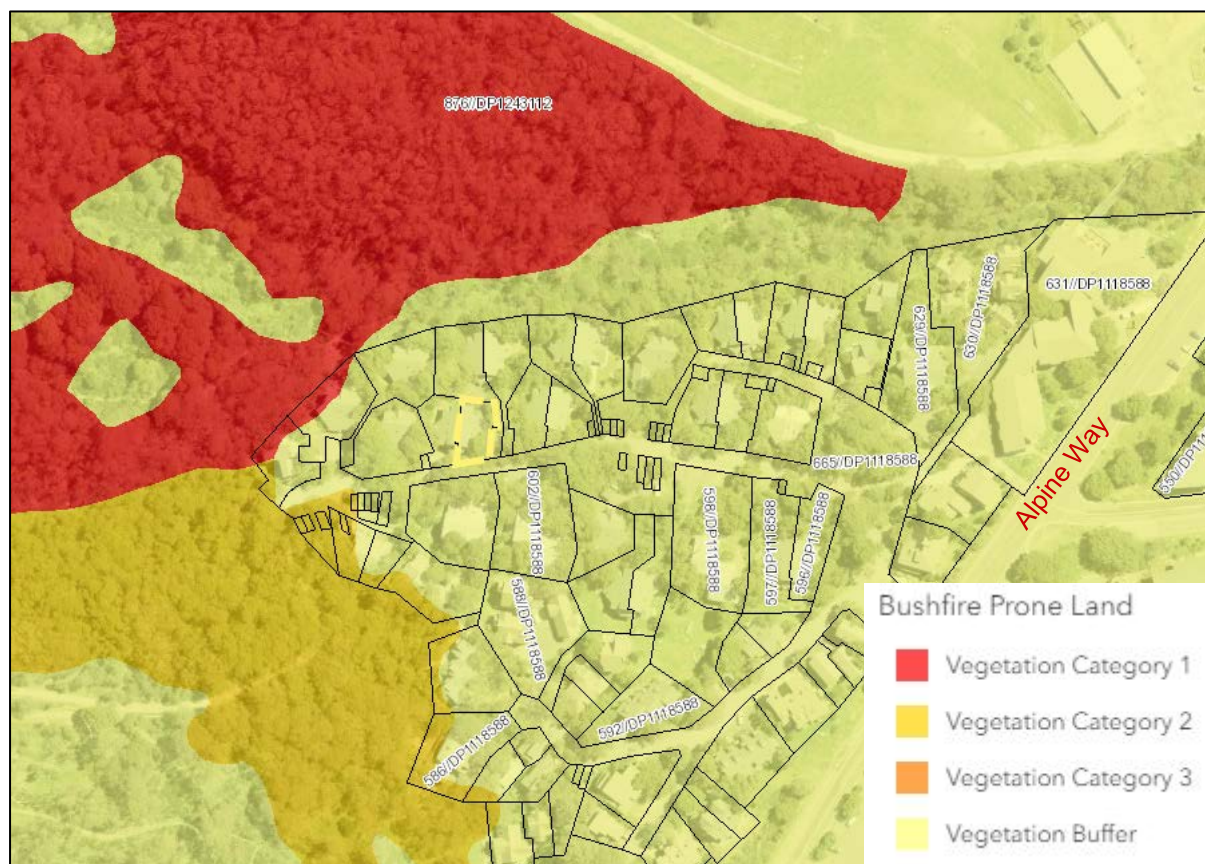 876//DP1243112
631//DP1118588
630//DP1118588
629//DP1118588
550//DP1118588
665//DP1118588
Alpine Way
602//DP1118588
598//DP1118588
597//DP1118588
596//DP1118588
588//DP1118588
592//DP1118588
586//DP1118588
Bushfire Prone Land
Vegetation Category 1
Vegetation Category 2
Vegetation Category 3
Vegetation Buffer